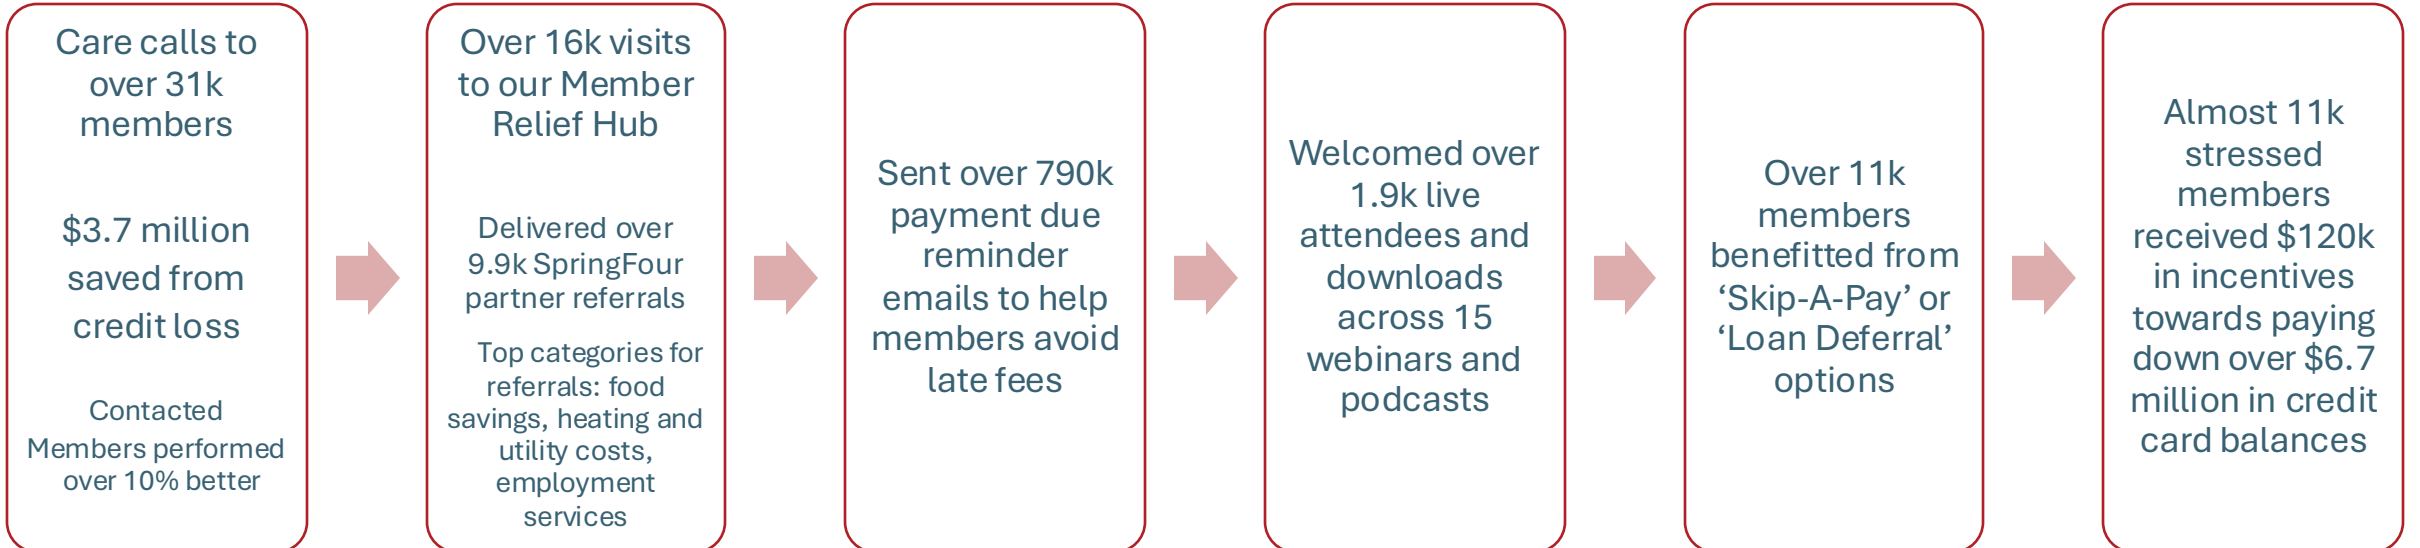 Care calls to
over 31k
members
$3.7 million
saved from
credit loss
Contacted
Members performed
over 10% better
Over 16k visits
to our Member
Relief Hub
Delivered over
9.9k SpringFour
partner referrals
Top categories for
referrals: food
savings, heating and
utility costs,
employment
services
Sent over 790k
payment due
reminder
emails to help
members avoid
late fees
Welcomed over
1.9k live
attendees and
downloads
across 15
webinars and
podcasts
Over 11k
members
benefitted from
‘Skip-A-Pay’ or
‘Loan Deferral’
options
Almost 11k
stressed
members
received $120k
in incentives
towards paying
down over $6.7
million in credit
card balances